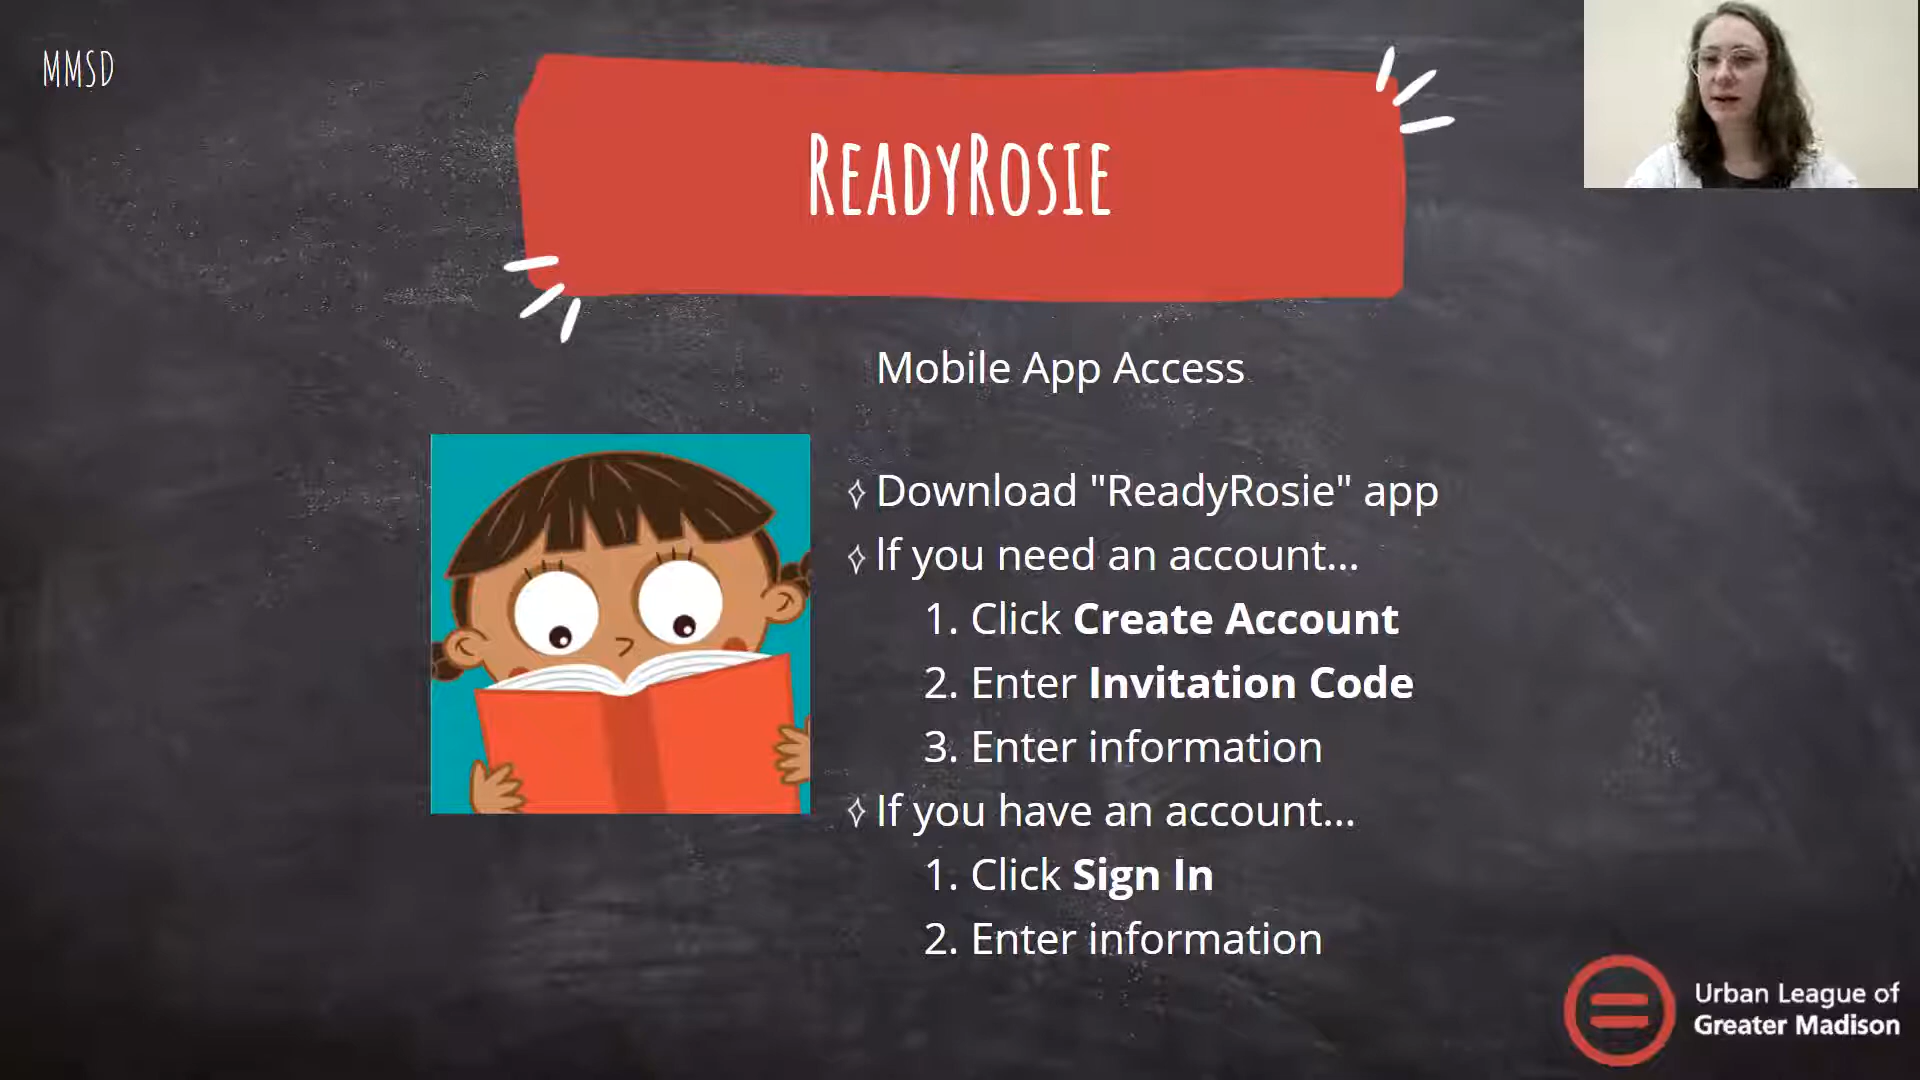 MMSD
READYROSIE
Mobile App Access
Download "ReadyRosie" app
If you need an account...
1. Click Create Account
2. Enter Invitation Code
3. Enter information
If you have an account...
1. Click Sign In
2. Enter information
Urban League of
Greater Madison